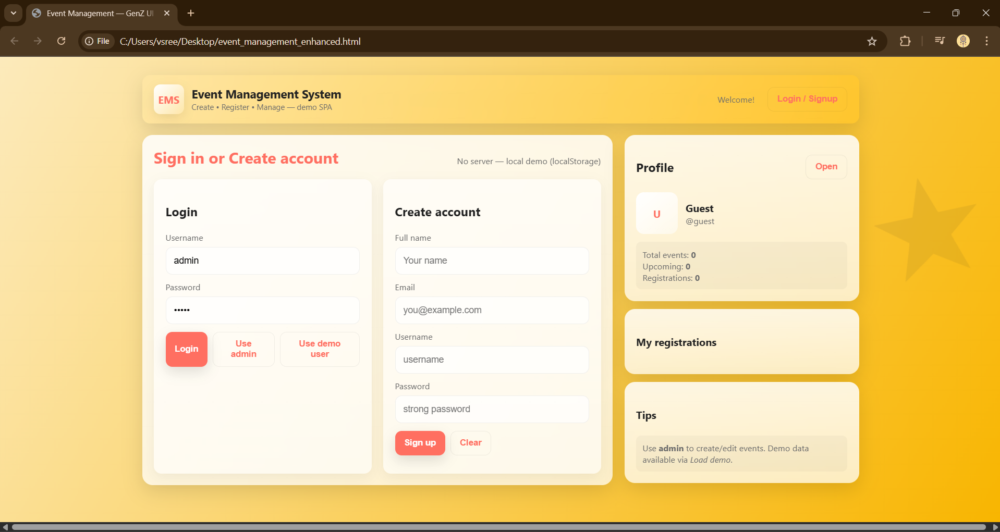 Event Management — GenZ UI
File
C:/Users/vsree/Desktop/event_management_enhanced.html
EMS
Event Management System
Create • Register • Manage — demo SPA
Welcome!
Login / Signup
Sign in or Create account
No server — local demo (localStorage)
Login
Username
admin
Password
•••••
Login
Use
admin
Use demo
user
Create account
Full name
Your name
Email
you@example.com
Username
username
Password
strong password
Sign up
Clear
Profile
Open
U
Guest
@guest
Total events: 0
Upcoming: 0
Registrations: 0
My registrations
Tips
Use admin to create/edit events. Demo data
available via Load demo.